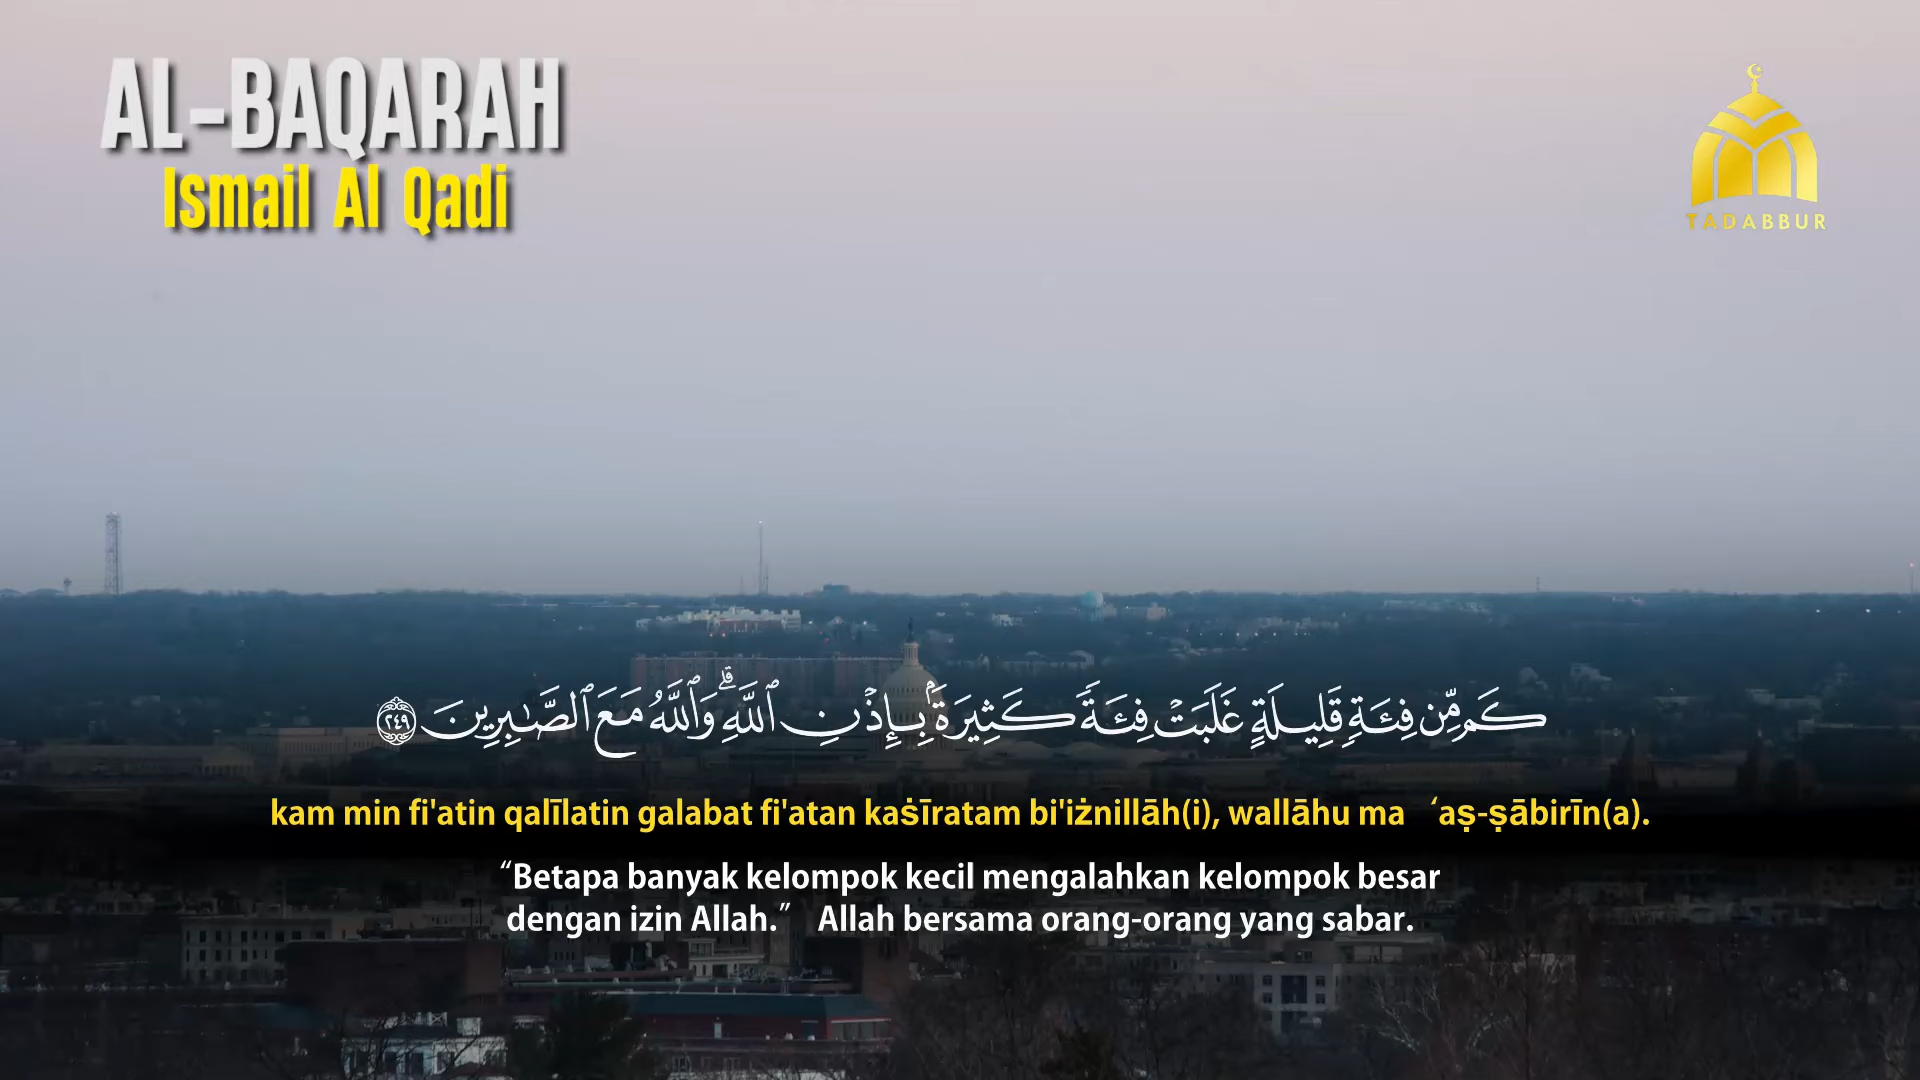 AL-BAQARAH
Ismail Al Qadi
TADABBUR
كَم مِّن فِئَةٍ قَلِيلَةٍ غَلَبَتْ فِئَةً كَثِيرَةًۢ بِإِذْنِ ٱللَّهِ ۗ وَٱللَّهُ مَعَ ٱلصَّـٰبِرِينَ ٢٤٩
kam min fi'atin qalīlatin galabat fi'atan kaṡīratam bi'iżnillāh(i), wallāhu ma ‘aṣ-ṣābirīn(a).
“Betapa banyak kelompok kecil mengalahkan kelompok besar
dengan izin Allah.” Allah bersama orang-orang yang sabar.